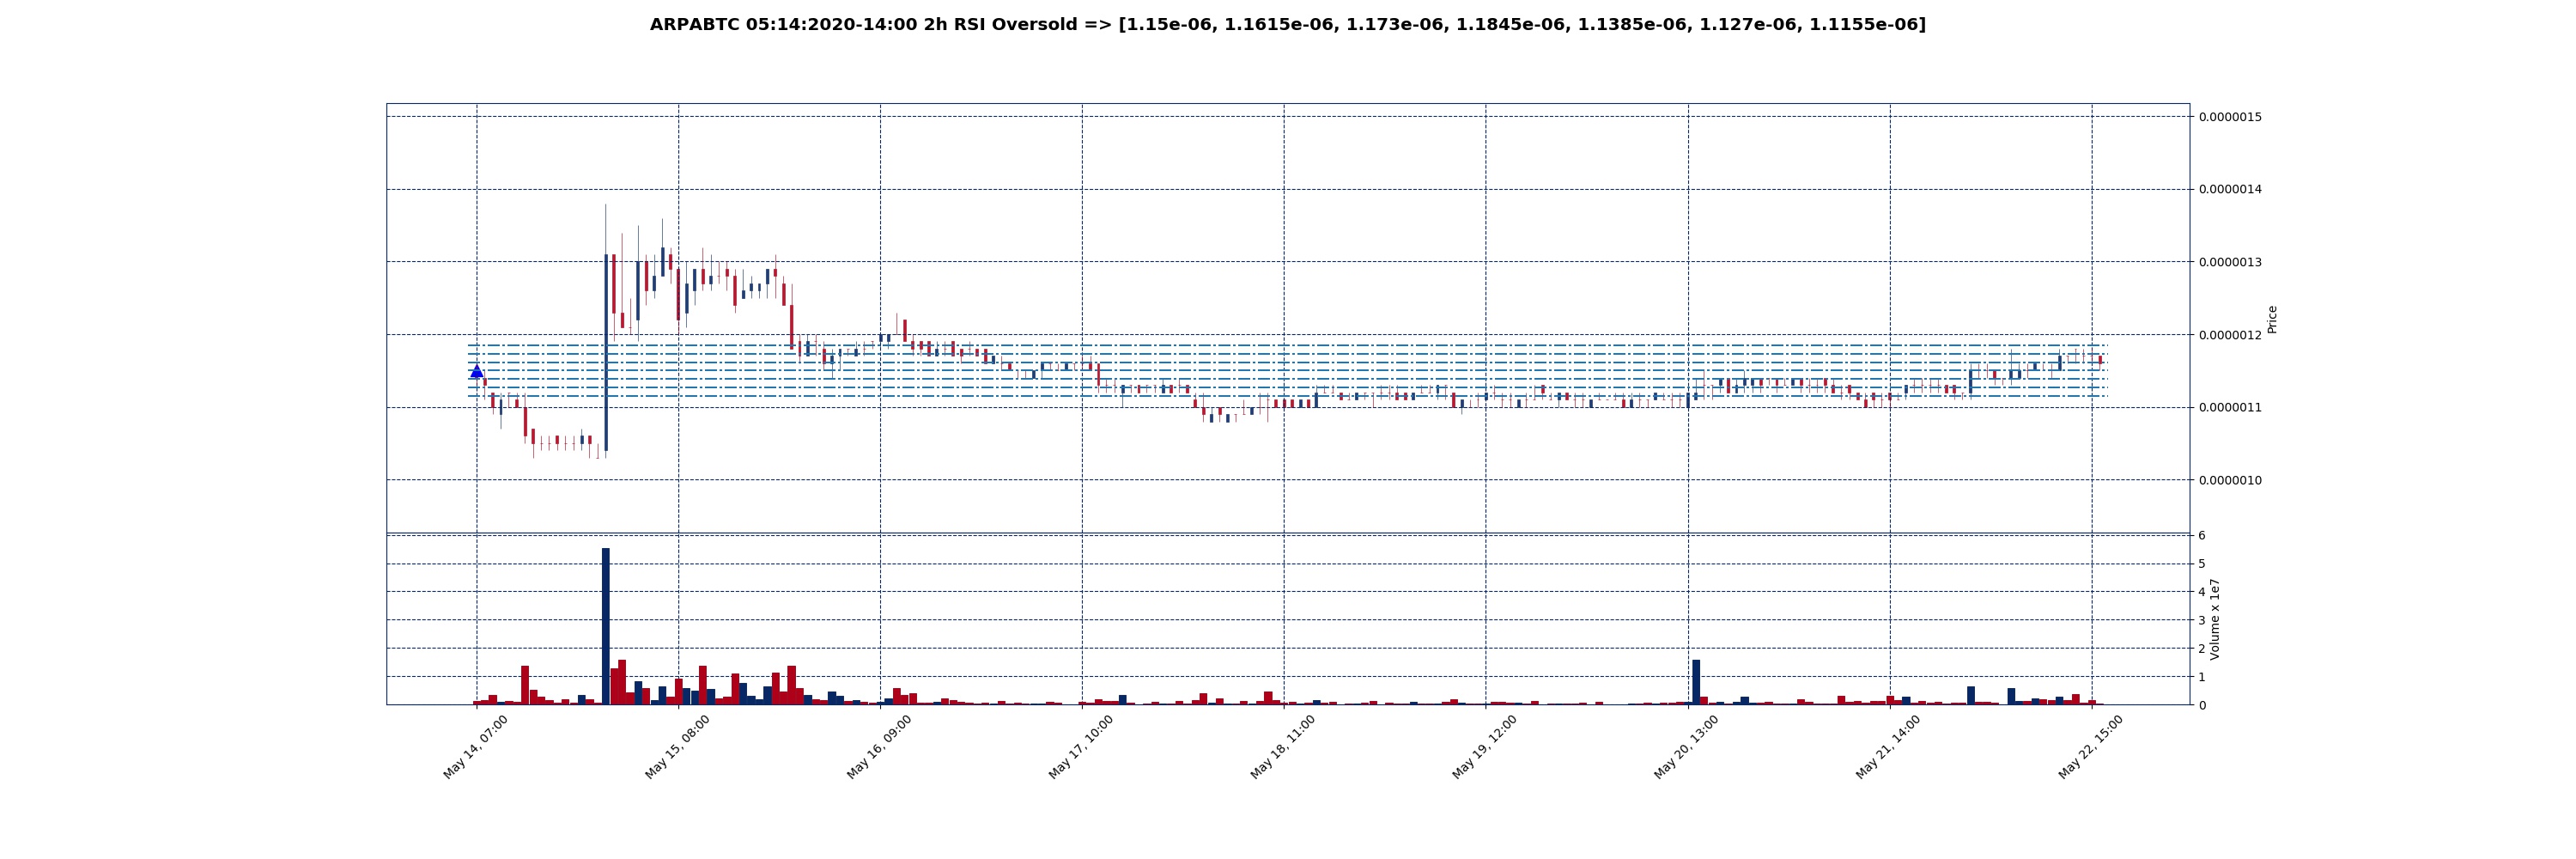 ARPABTC 05:14:2020-14:00 2h RSI Oversold => [1.15e-06, 1.1615e-06, 1.173e-06, 1.1845e-06, 1.1385e-06, 1.127e-06, 1.1155e-06]
0.0000015
0.0000014
0.0000013
Price
0.0000012
0.0000011
0.0000010
6
5
4
3
2
1
0
Volume x 1e7
May 14, 07:00
May 15, 08:00
May 16, 09:00
May 17, 10:00
May 18, 11:00
May 19, 12:00
May 20, 13:00
May 21, 14:00
May 22, 15:00